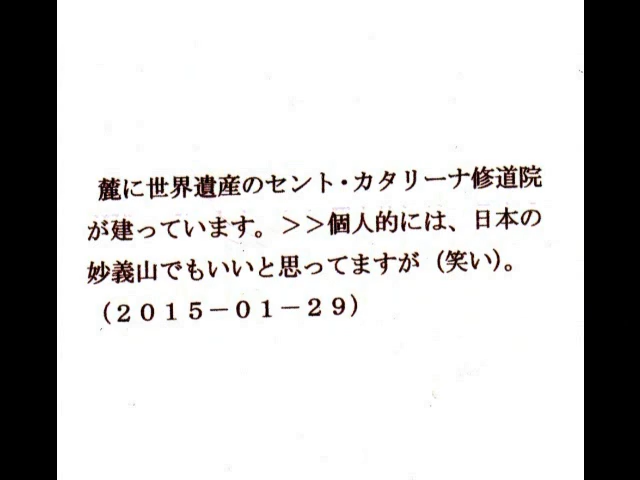 麓に世界遺産のセント・カタリーナ修道院
が建っています。＞＞個人的には、日本の
妙義山でもいいと思ってますが（笑い）。
（２０１５－０１－２９）